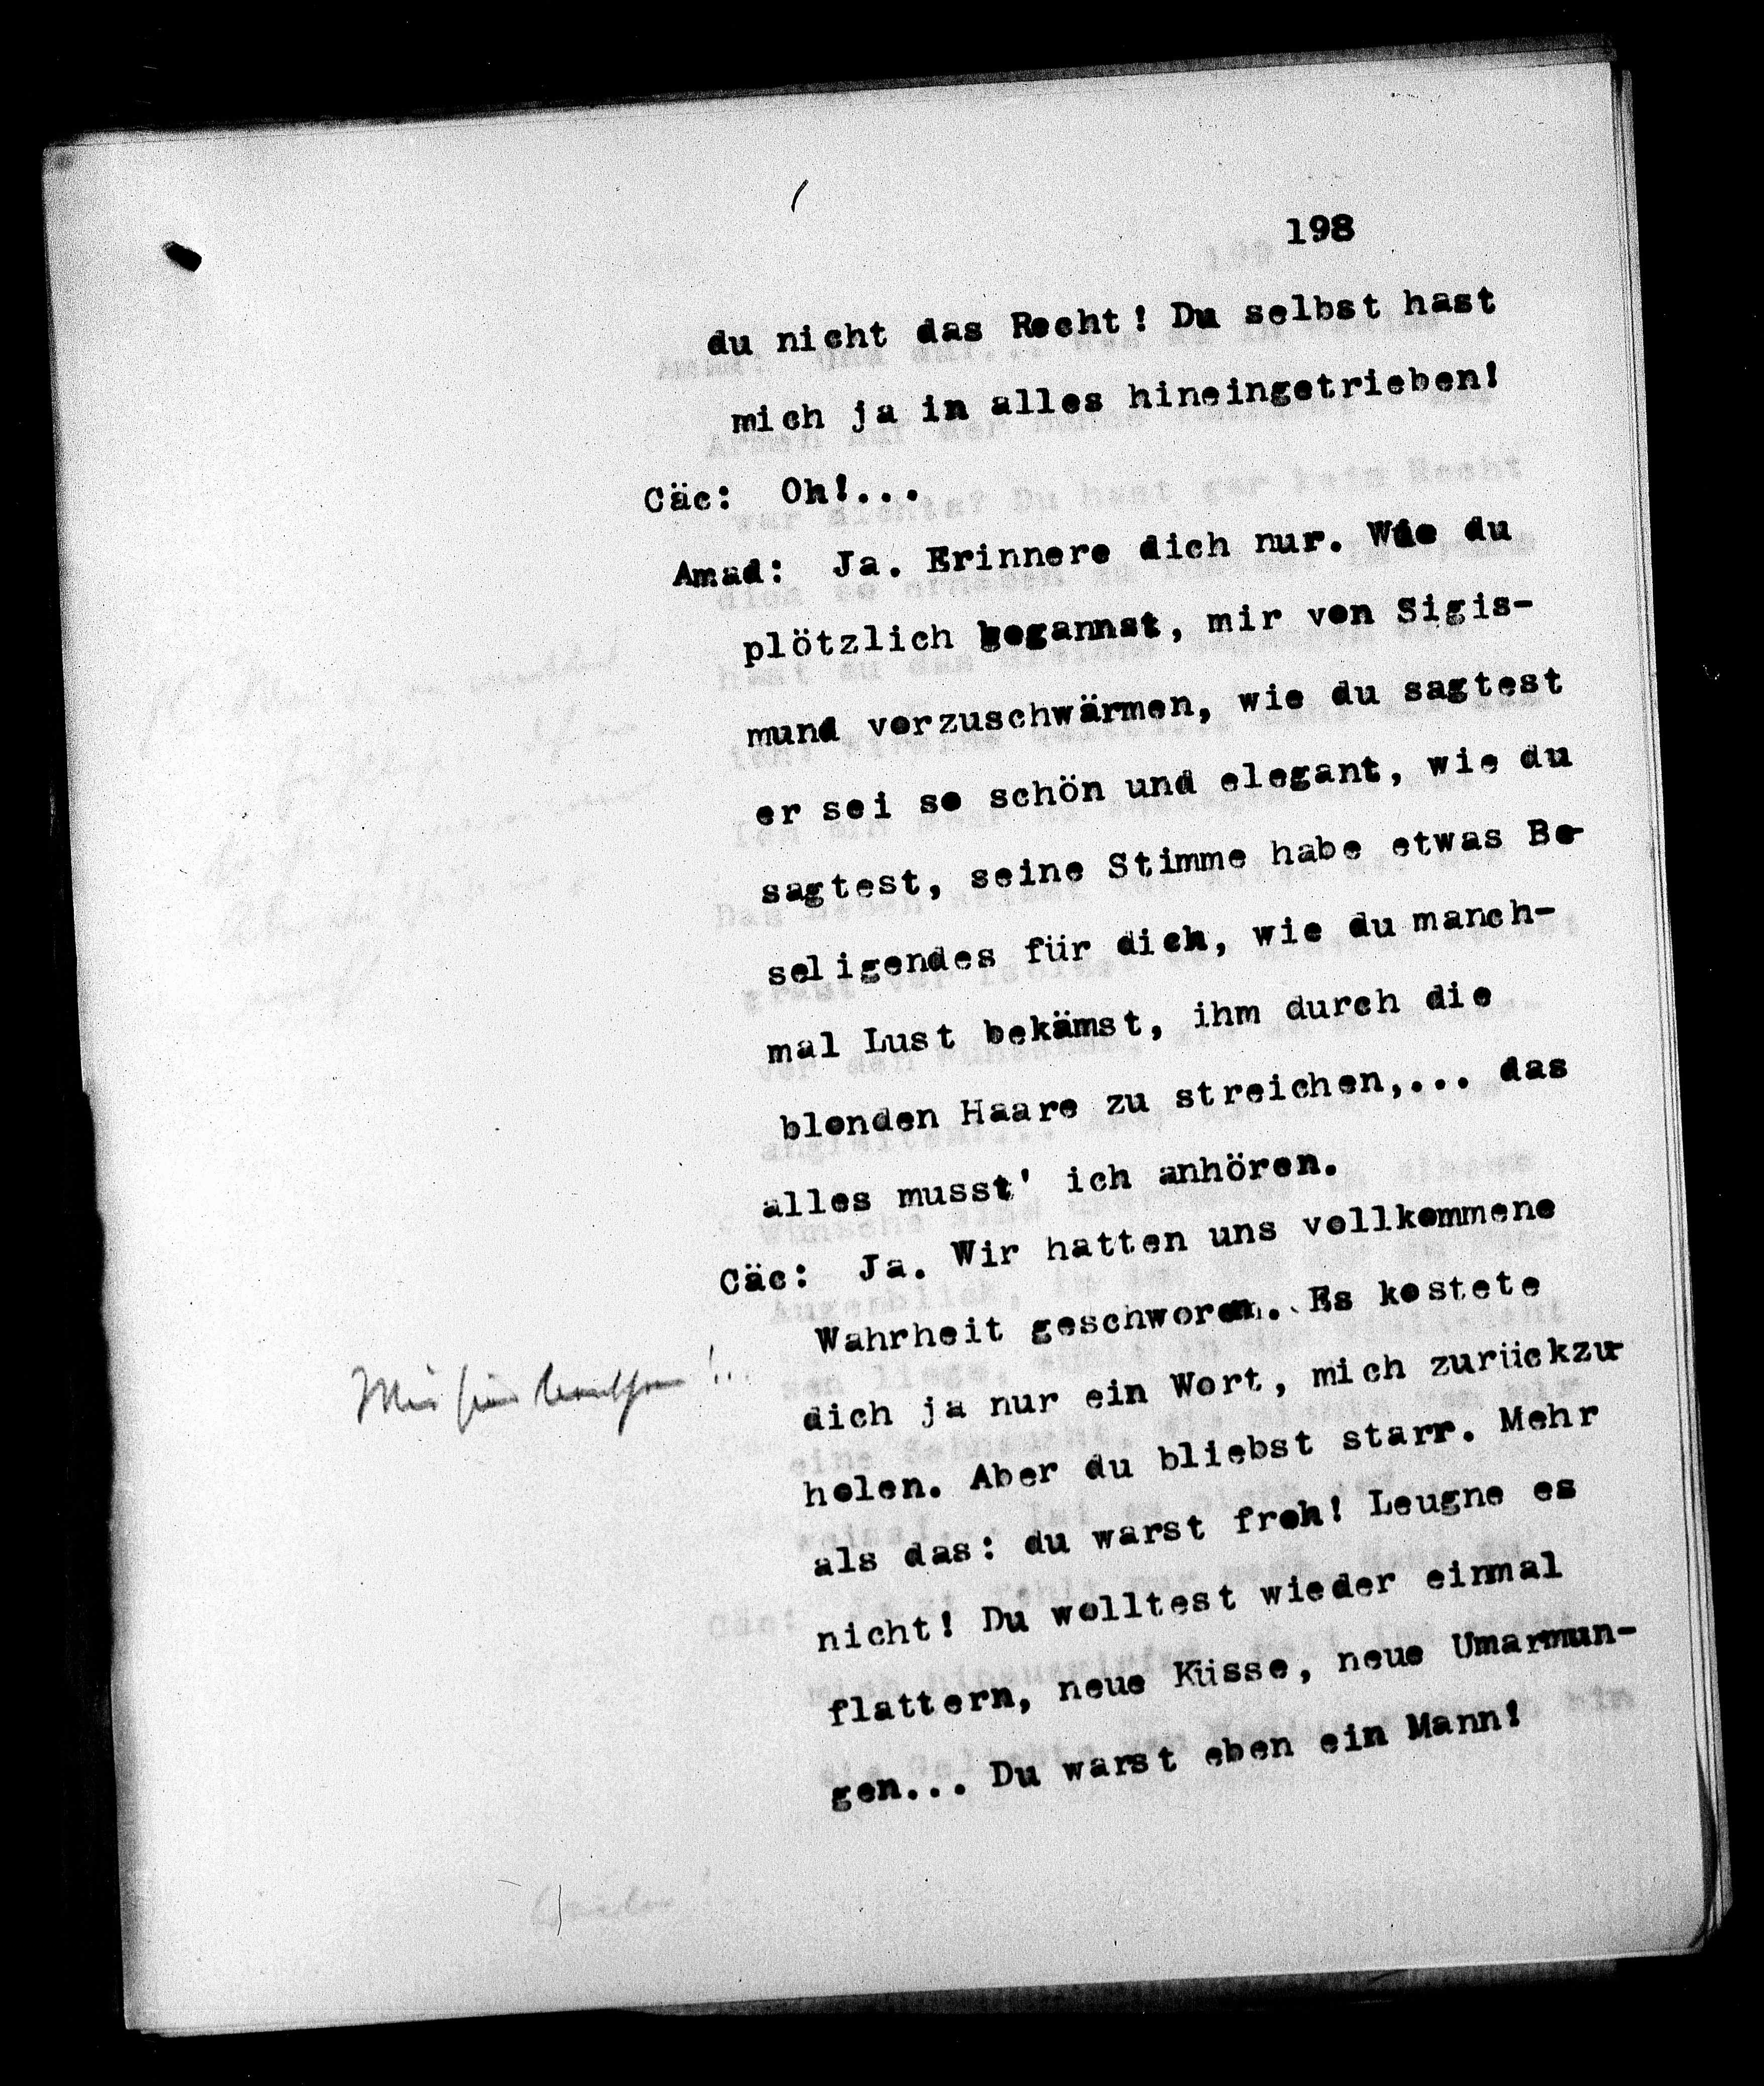 198
du nicht das Recht! Du selbst hast
mich ja in alles hineingetrieben!
Cäc: Oh!...
Amad: Ja. Erinnere dich nur. Wie du
plötzlich begannst, mir von Sigis-
mund vorzuschwärmen, wie du sagtest
er sei so schön und elegant, wie du
sagtest, seine Stimme habe etwas Be-
seligendes für dich, wie du manch-
mal Lust bekämst, ihm durch die
blonden Haare zu streichen,... das
alles musst' ich anhören.
Cäc: Ja. Wir hatten uns vollkommene
Wahrheit geschworen. Es kostete
dich ja nur ein Wort, mich zurückzu-
holen. Aber du bliebst starr. Mehr
als das: du warst froh! Leugne es
nicht! Du wolltest wieder einmal
flattern, neue Küsse, neue Umarmun-
gen... Du warst eben ein Mann!